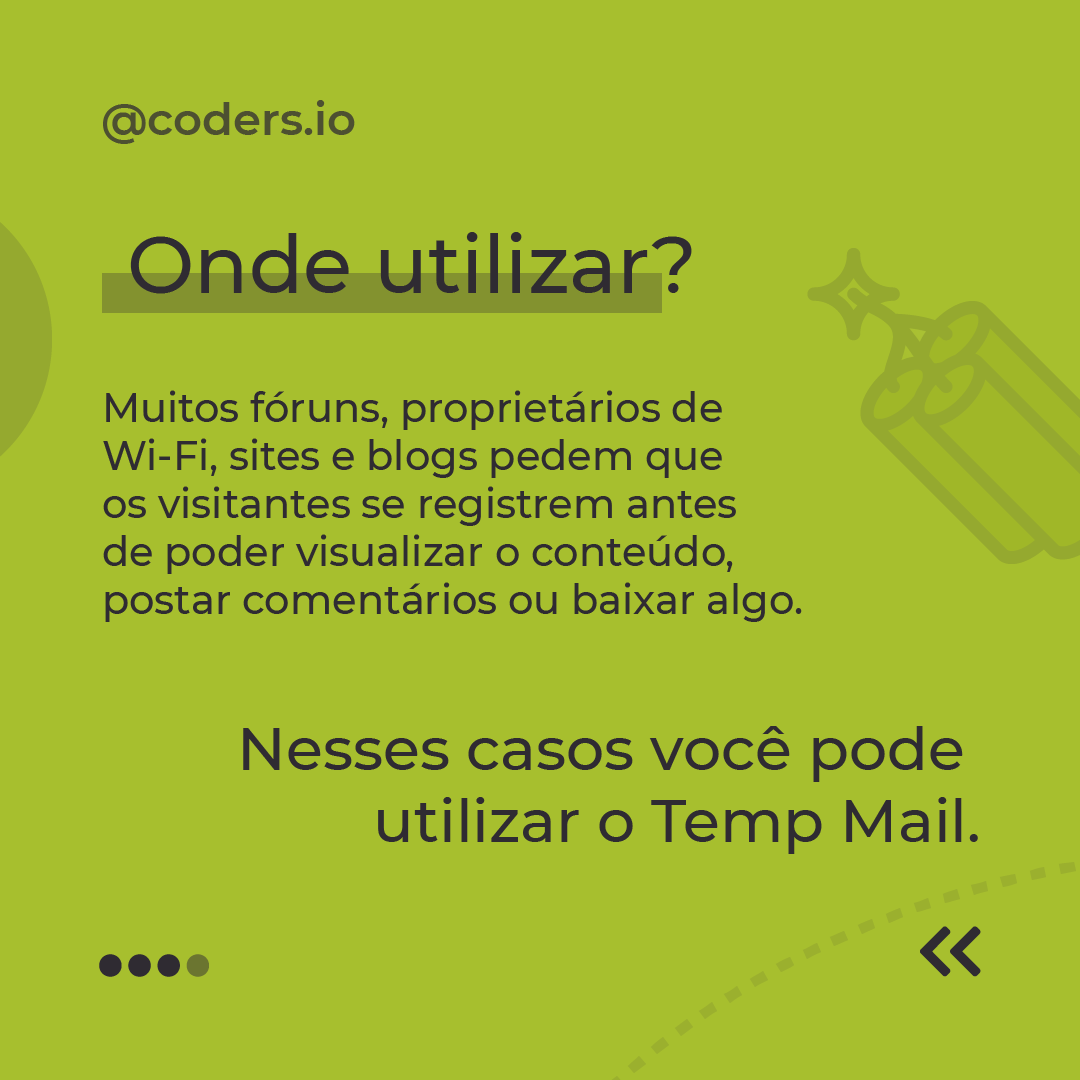 @coders.io
Onde utilizar?
Muitos fóruns, proprietários de
Wi-Fi, sites e blogs pedem que
os visitantes se registrem antes
de poder visualizar o conteúdo,
postar comentários ou baixar algo.
Nesses casos você pode
utilizar o Temp Mail.